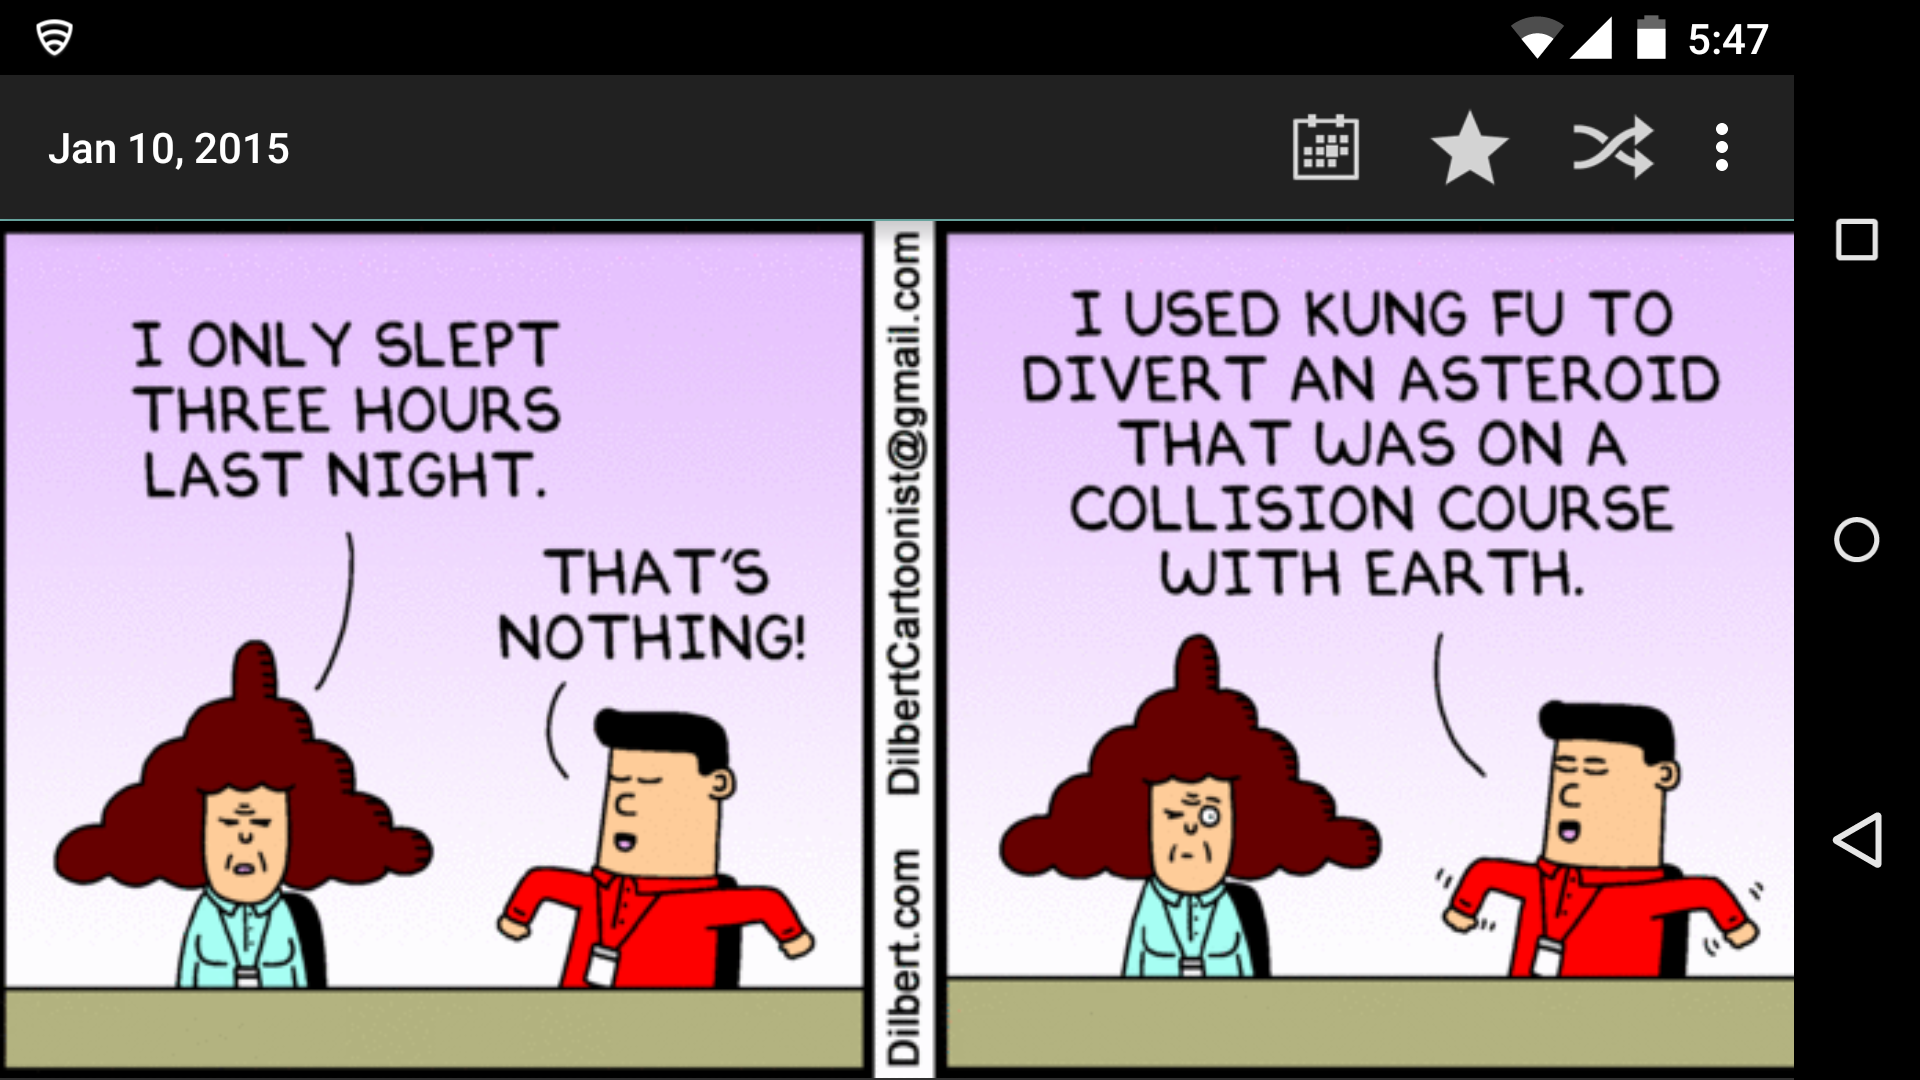 5:47
Jan 10, 2015
I ONLY SLEPT
THREE HOURS
LAST NIGHT.
THAT'S
NOTHING!
Dilbert.com DilbertCartoonist@gmail.com
I USED KUNG FU TO
DIVERT AN ASTEROID
THAT WAS ON A
COLLISION COURSE
WITH EARTH.